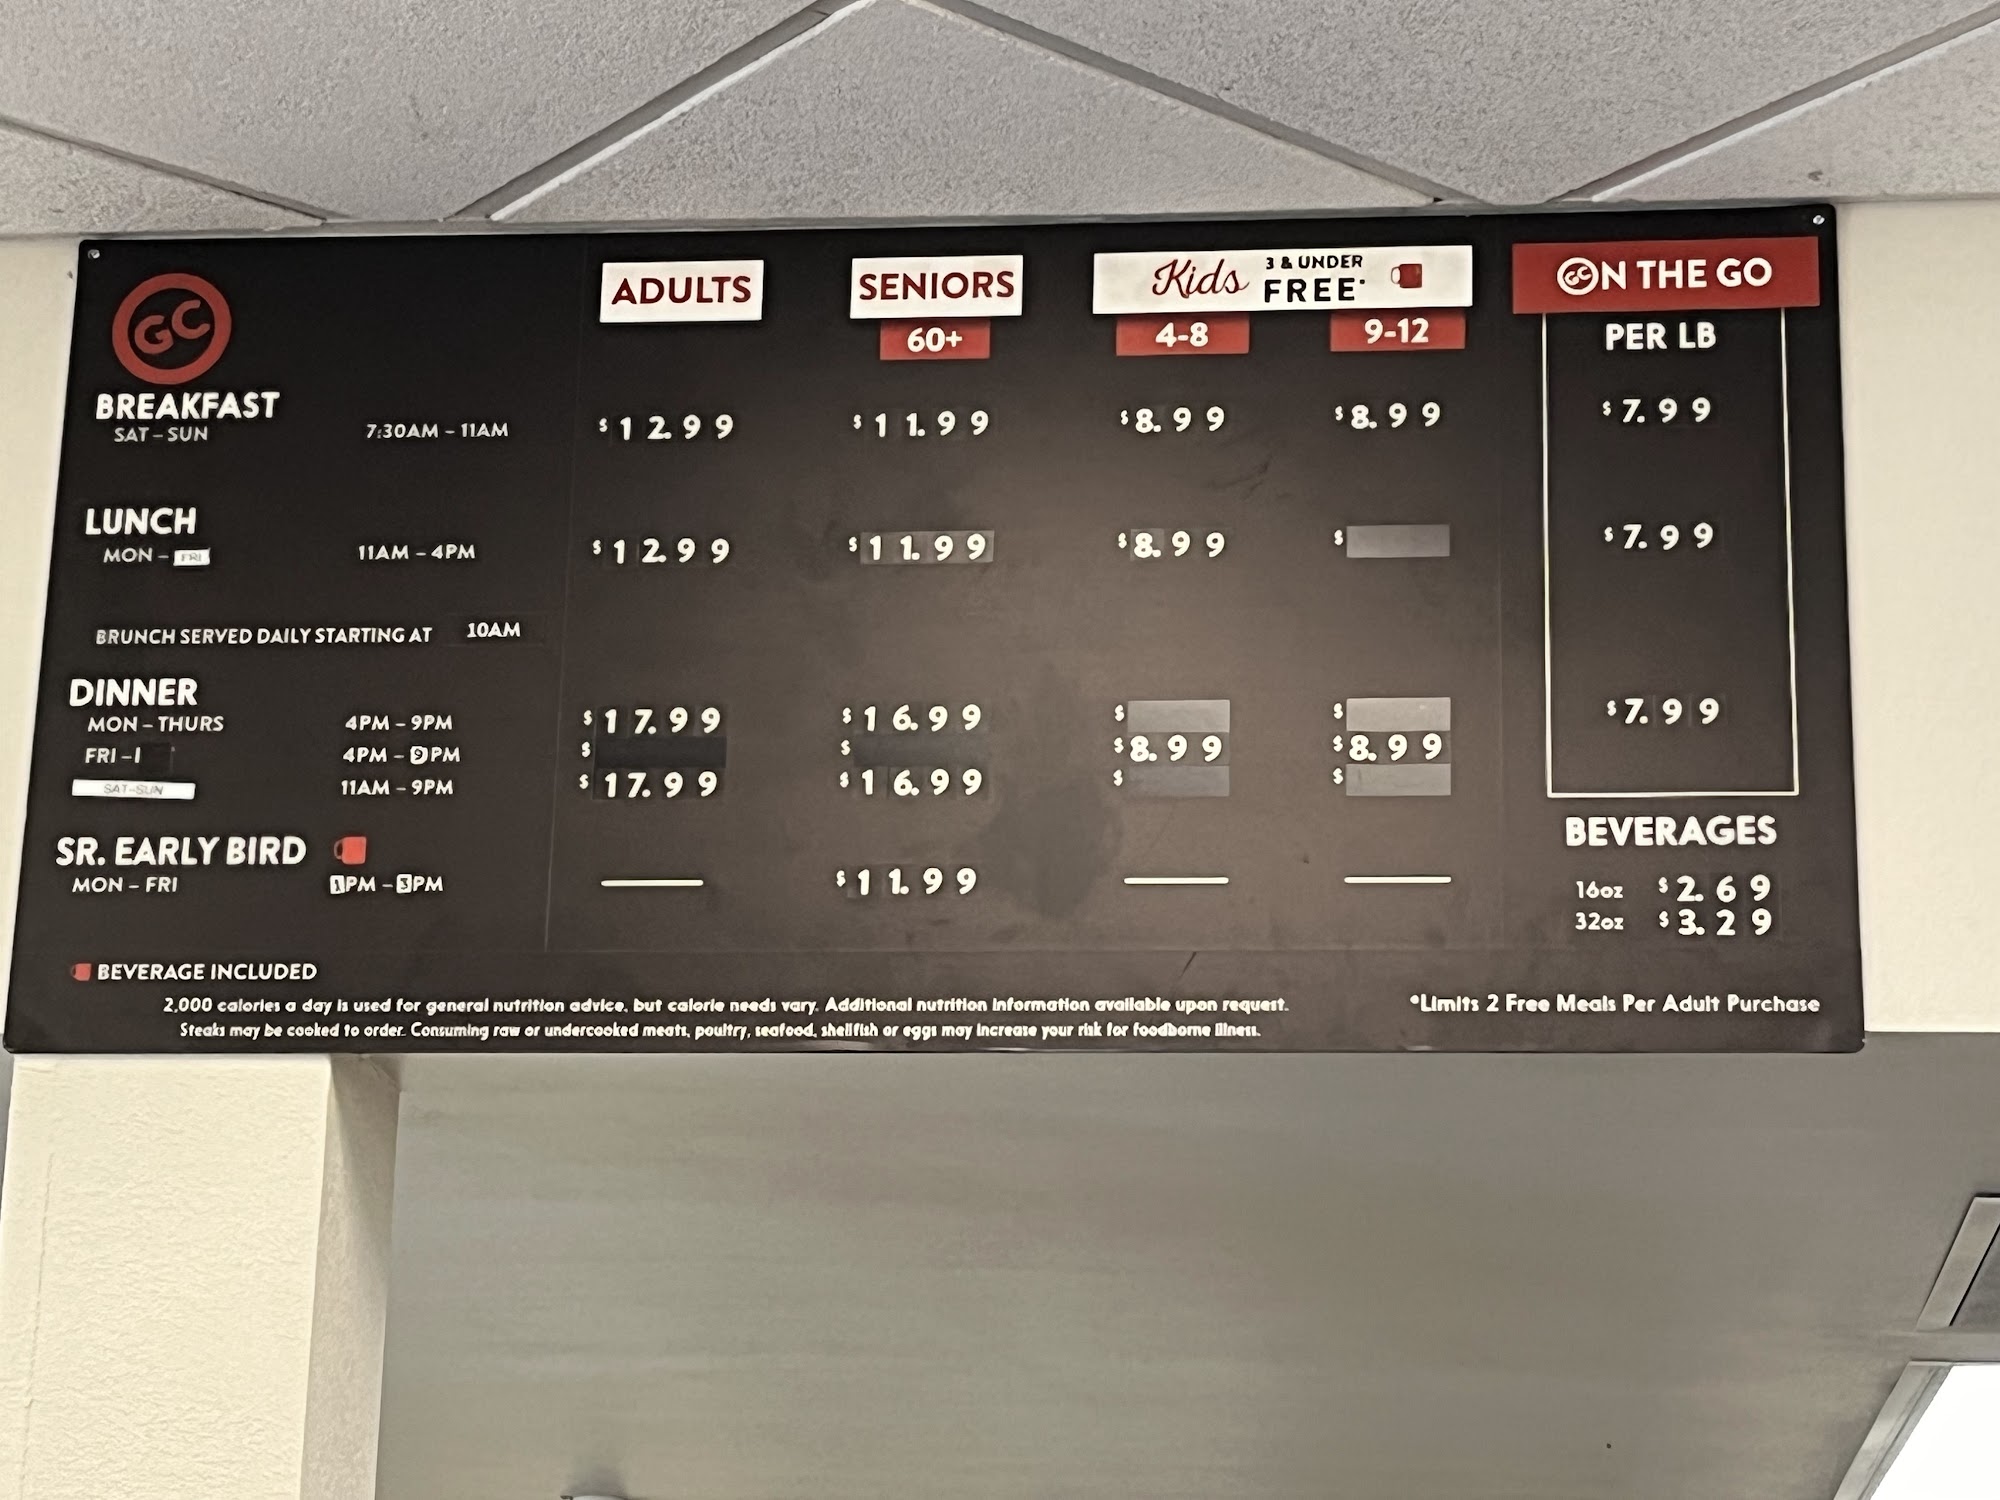 ADULTS SENIORS Kids 3 & UNDER FREE* GCN THE GO
60+ 4-8 9-12 PER LB
GC
BREAKFAST
SAT – SUN 7:30AM – 11AM $12.99 $11.99 $8.99 $8.99 $7.99
LUNCH
MON – FRI 11AM – 4PM $12.99 $11.99 $8.99 $ $7.99
BRUNCH SERVED DAILY STARTING AT 10AM
DINNER
MON – THURS 4PM – 9PM $17.99 $16.99 $ $ $7.99
FRI – 4PM – 9PM $ $ $8.99 $8.99
SAT-SUN 11AM – 9PM $17.99 $16.99 $ $
SR. EARLY BIRD
MON – FRI 1PM – 3PM $11.99
BEVERAGES
16oz $2.69
32oz $3.29
BEVERAGE INCLUDED
2,000 calories a day is used for general nutrition advice, but calorie needs vary. Additional nutrition information available upon request.
Steaks may be cooked to order. Consuming raw or undercooked meats, poultry, seafood, shellfish or eggs may increase your risk for foodborne illness.
*Limits 2 Free Meals Per Adult Purchase